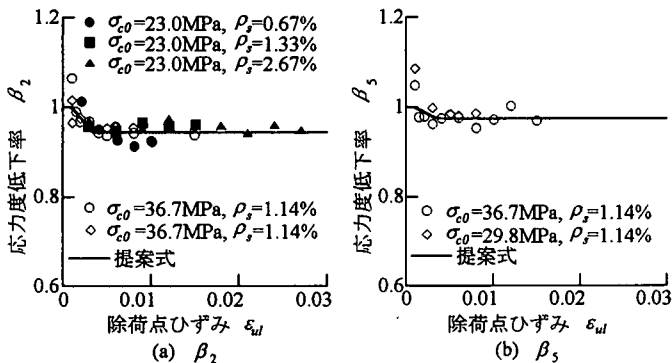 応力度低下率 β₂
1.2
1
0.8
0.6
● σc0=23.0MPa, ρs=0.67%
■ σc0=23.0MPa, ρs=1.33%
▲ σc0=23.0MPa, ρs=2.67%
○ σc0=36.7MPa, ρs=1.14%
◇ σc0=36.7MPa, ρs=1.14%
提案式
0 0.01 0.02 0.03
除荷点ひずみ εul
(a) β₂
応力度低下率 β₅
1.2
1
0.8
0.6
○ σc0=36.7MPa, ρs=1.14%
◇ σc0=29.8MPa, ρs=1.14%
提案式
0 0.01 0.02 0.03
除荷点ひずみ εul
(b) β₅